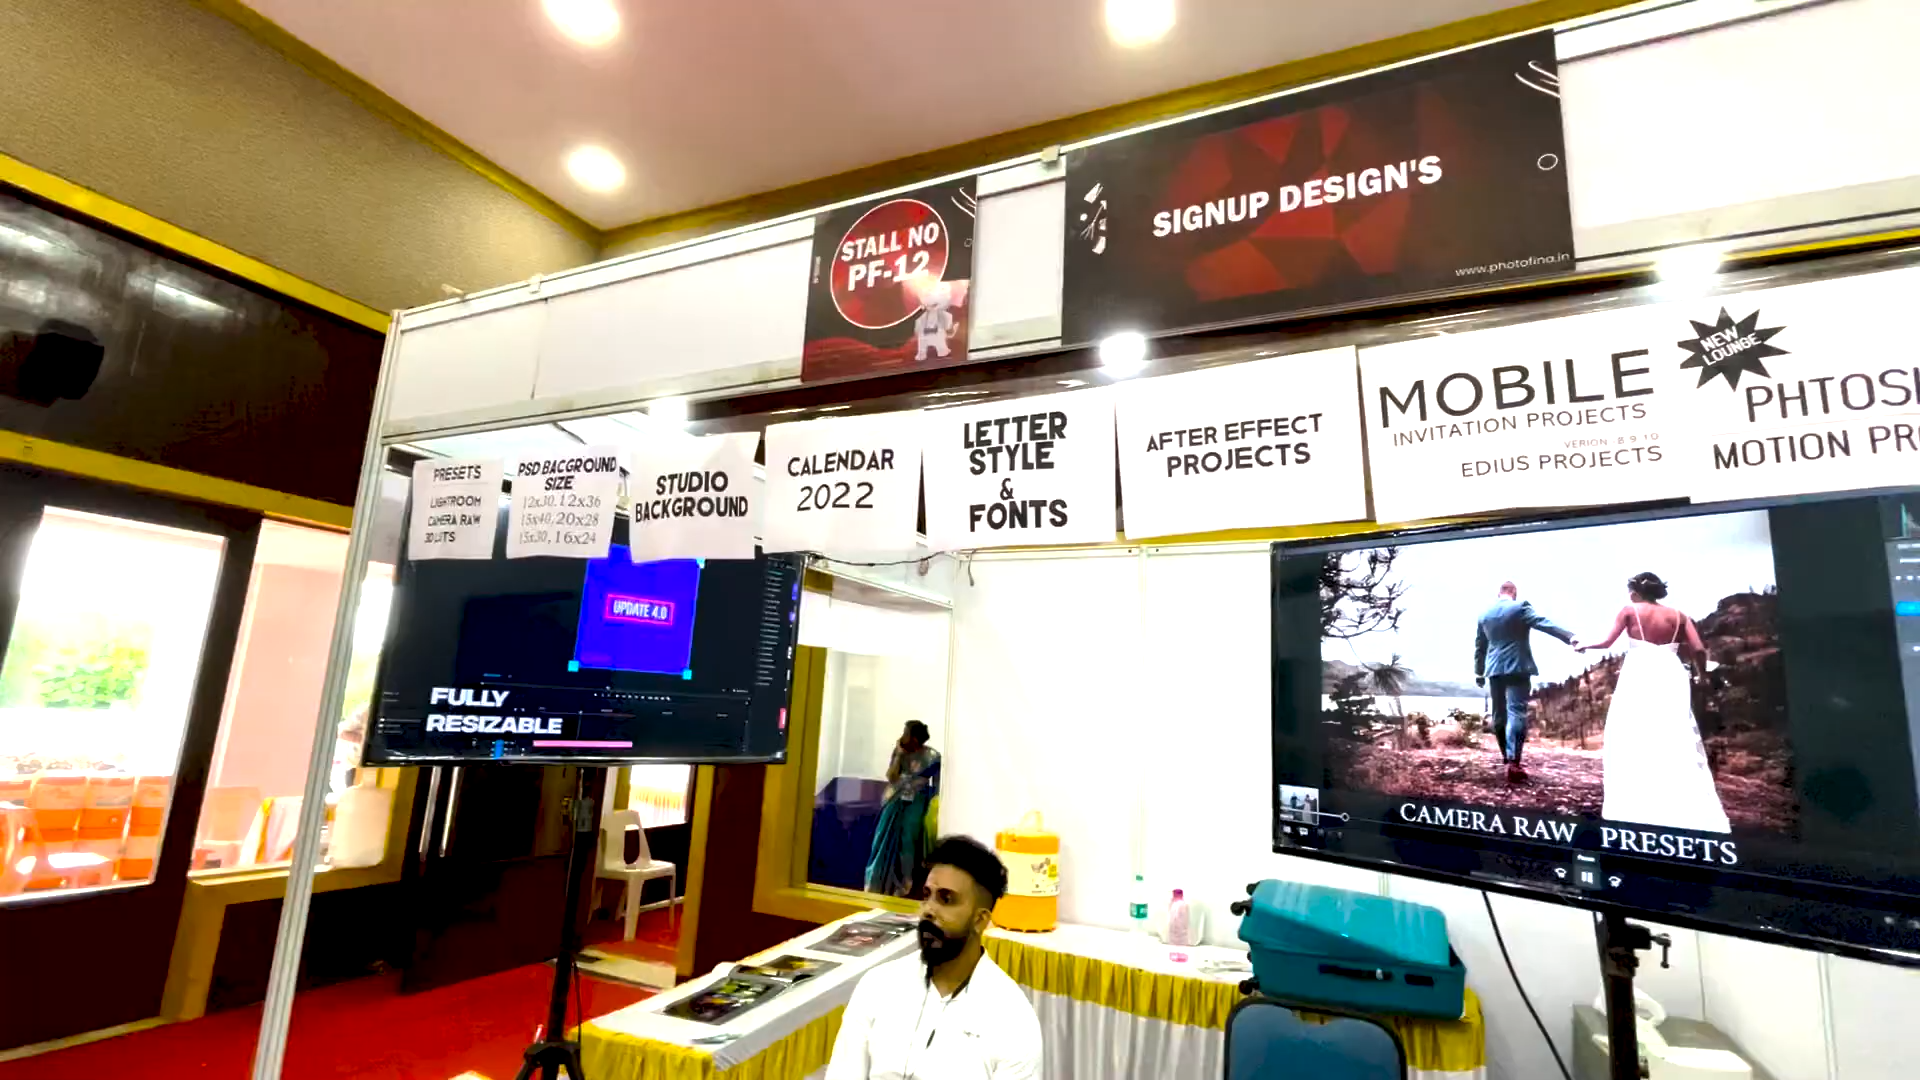 STALL NO
PF-12
SIGNUP DESIGN'S
www.photofina.in
PRESETS
LIGHTROOM
CAMERA RAW
3D LUTS
PSD BACGROUND
SIZE
12x30,12x36
15x40,20x28
15x30,16x24
STUDIO
BACKGROUND
CALENDAR
2022
LETTER
STYLE
&
FONTS
AFTER EFFECT
PROJECTS
MOBILE
INVITATION PROJECTS
VERION-8 9 10
EDIUS PROJECTS
NEW
LOUNGE
PHTOS
MOTION PR
UPDATE 4.0
FULLY
RESIZABLE
CAMERA RAW PRESETS